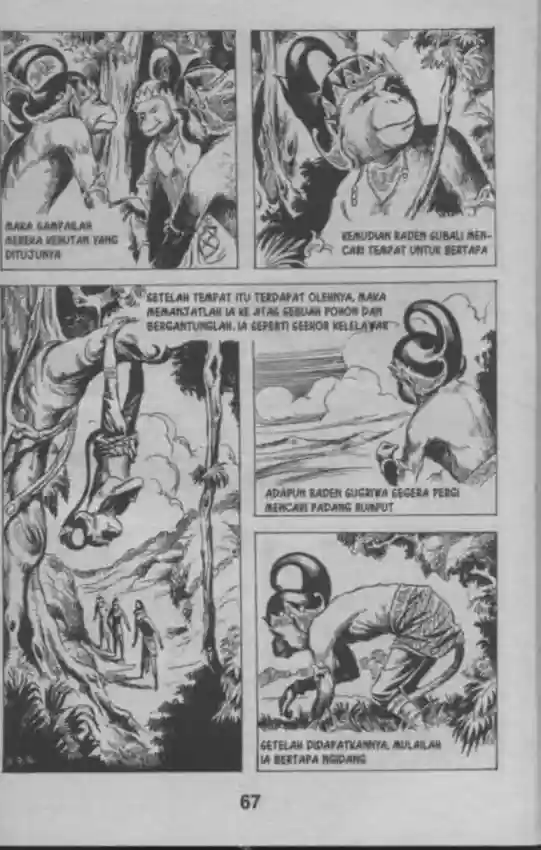 MAKA SAMPAILAH
MEREKA KEHUTAN YANG
DITUJUNYA
KEMUDIAN RADEN SUBALI MEN-
CARI TEMPAT UNTUK BERTAPA
SETELAH TEMPAT ITU TERDAPAT OLEHNYA, MAKA
MEMANJATLAH IA KE ATAS SEBUAH POHON DAN
BERGANTUNGLAH. IA SEPERTI SEEKOR KELELAWAR
ADAPUN RADEN SUGRIWA SEGERA PERGI
MENCARI PADANG RUMPUT
SETELAH DIDAPATKANNYA, MULAILAH
IA BERTAPA NGIDANG
67